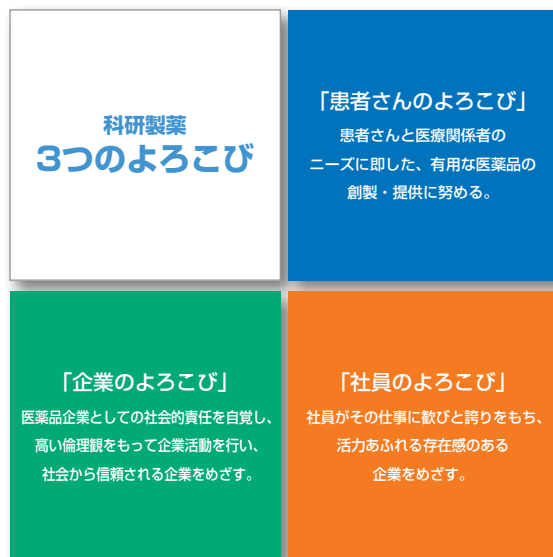 科研製薬
3つのよろこび
「患者さんのよろこび」
患者さんと医療関係者の
ニーズに即した、有用な医薬品の
創製・提供に努める。
「企業のよろこび」
医薬品企業としての社会的責任を自覚し、
高い倫理観をもって企業活動を行い、
社会から信頼される企業をめざす。
「社員のよろこび」
社員がその仕事に歓びと誇りをもち、
活力あふれる存在感のある
企業をめざす。